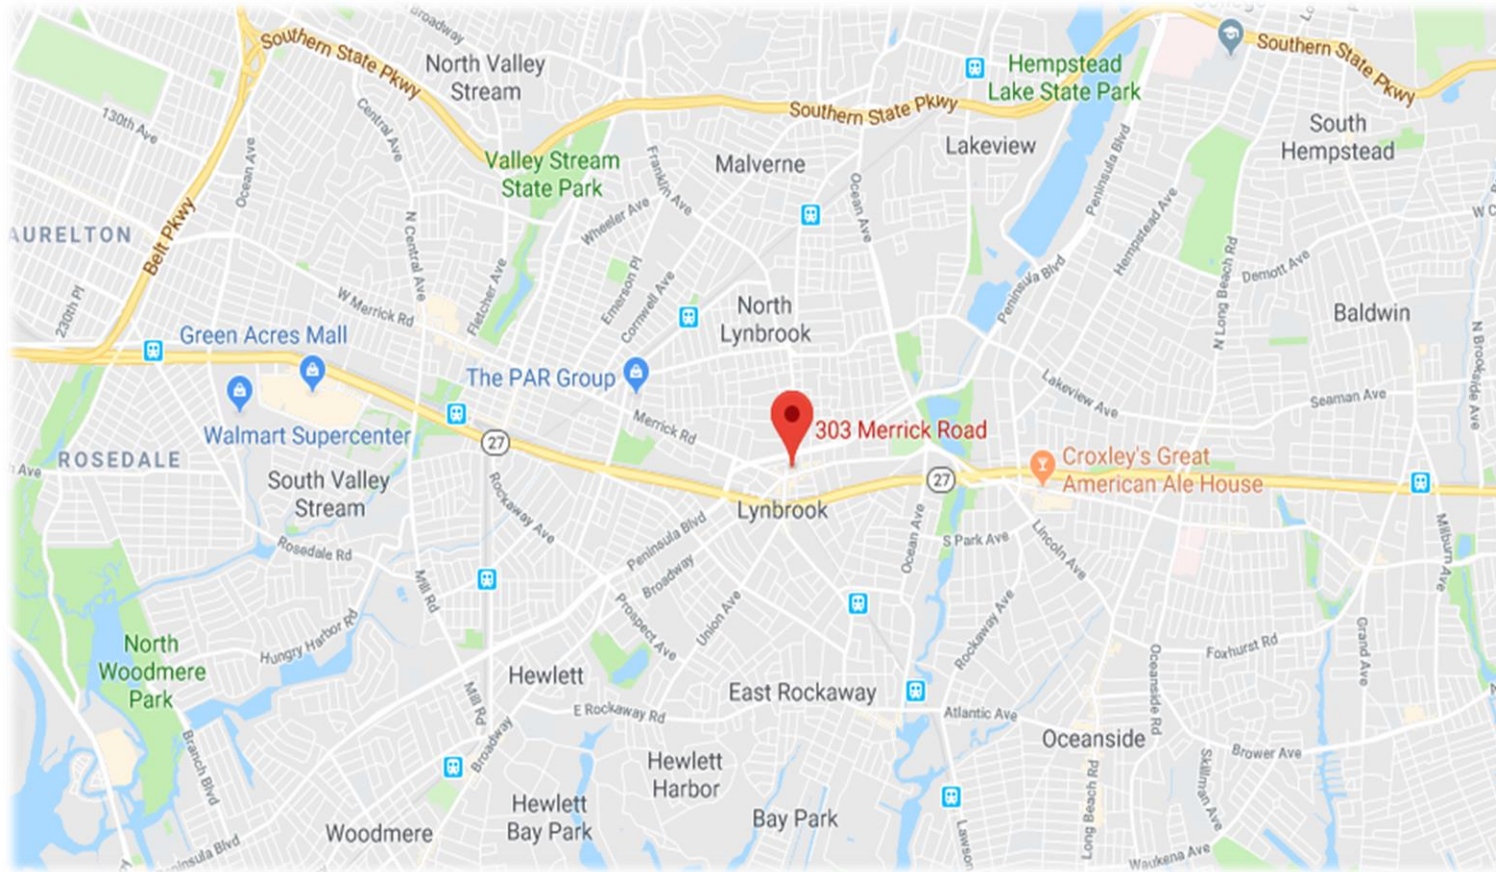 Broadway
College
Southern State Pkwy
North Valley
Stream
Hempstead
Lake State Park
Southern State Pkwy
130th Ave
Central Ave
Southern State Pkwy
South
Hempstead
Ocean Ave
Valley Stream
State Park
Malverne
Lakeview
Peninsula Blvd
Franklin Ave
Ocean Ave
Wheeler Ave
Hempstead Ave
AURELTON
Belt Pkwy
N Central Ave
W C
Demott Ave
N Long Beach Rd
Peninsula Blvd
230th Pl
W Merrick Rd
Fletcher Ave
Emerson Pl
Cornwell Ave
North
Lynbrook
Baldwin
Green Acres Mall
The PAR Group
N Brookside Ave
Lakeview Ave
Seaman Ave
Walmart Supercenter
Merrick Rd
303 Merrick Road
27
ROSEDALE
n Ave
South Valley
Stream
Rockaway Ave
Lynbrook
27
Croxley's Great
American Ale House
Peninsula Blvd
Ocean Ave
S Park Ave
Lincoln Ave
Milburn Ave
Rosedale Rd
Mill Rd
Broadway
Prospect Ave
Union Ave
Rockaway Ave
Hungry Harbor Rd
North
Woodmere
Park
Oceanside Rd
Foxhurst Rd
Grand Ave
Hewlett
East Rockaway
Mill Rd
E Rockaway Rd
Atlantic Ave
Oceanside
Branch Blvd
Broadway
Brower Ave
Hewlett
Harbor
Skillman Ave
Long Beach Rd
Hewlett
Bay Park
Bay Park
Woodmere
Lawson
Peninsula Blvd
Waukena Ave